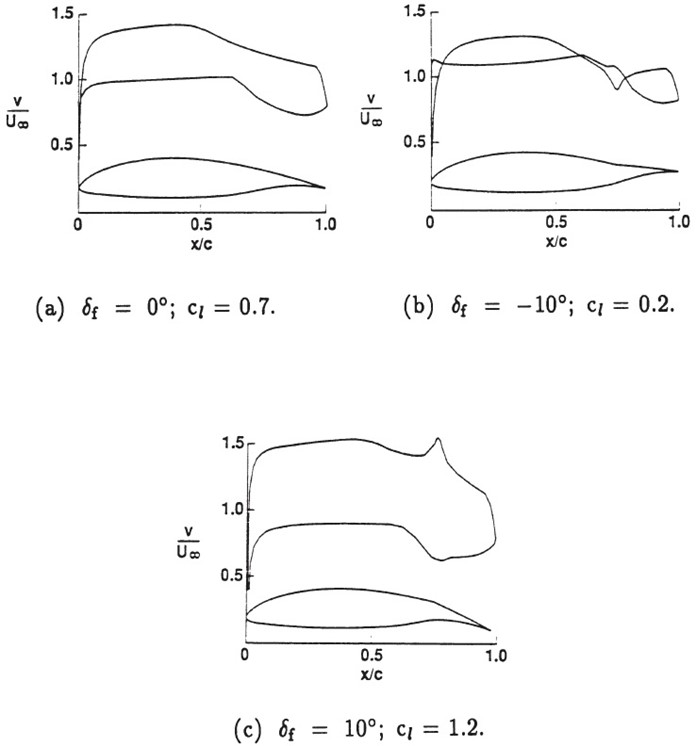 1.5
1.0
v
U∞
0.5
0 0.5 1.0
x/c
(a) δf = 0°; cl = 0.7.
1.5
1.0
v
U∞
0.5
0 0.5 1.0
x/c
(b) δf = −10°; cl = 0.2.
1.5
1.0
v
U∞
0.5
0 0.5 1.0
x/c
(c) δf = 10°; cl = 1.2.